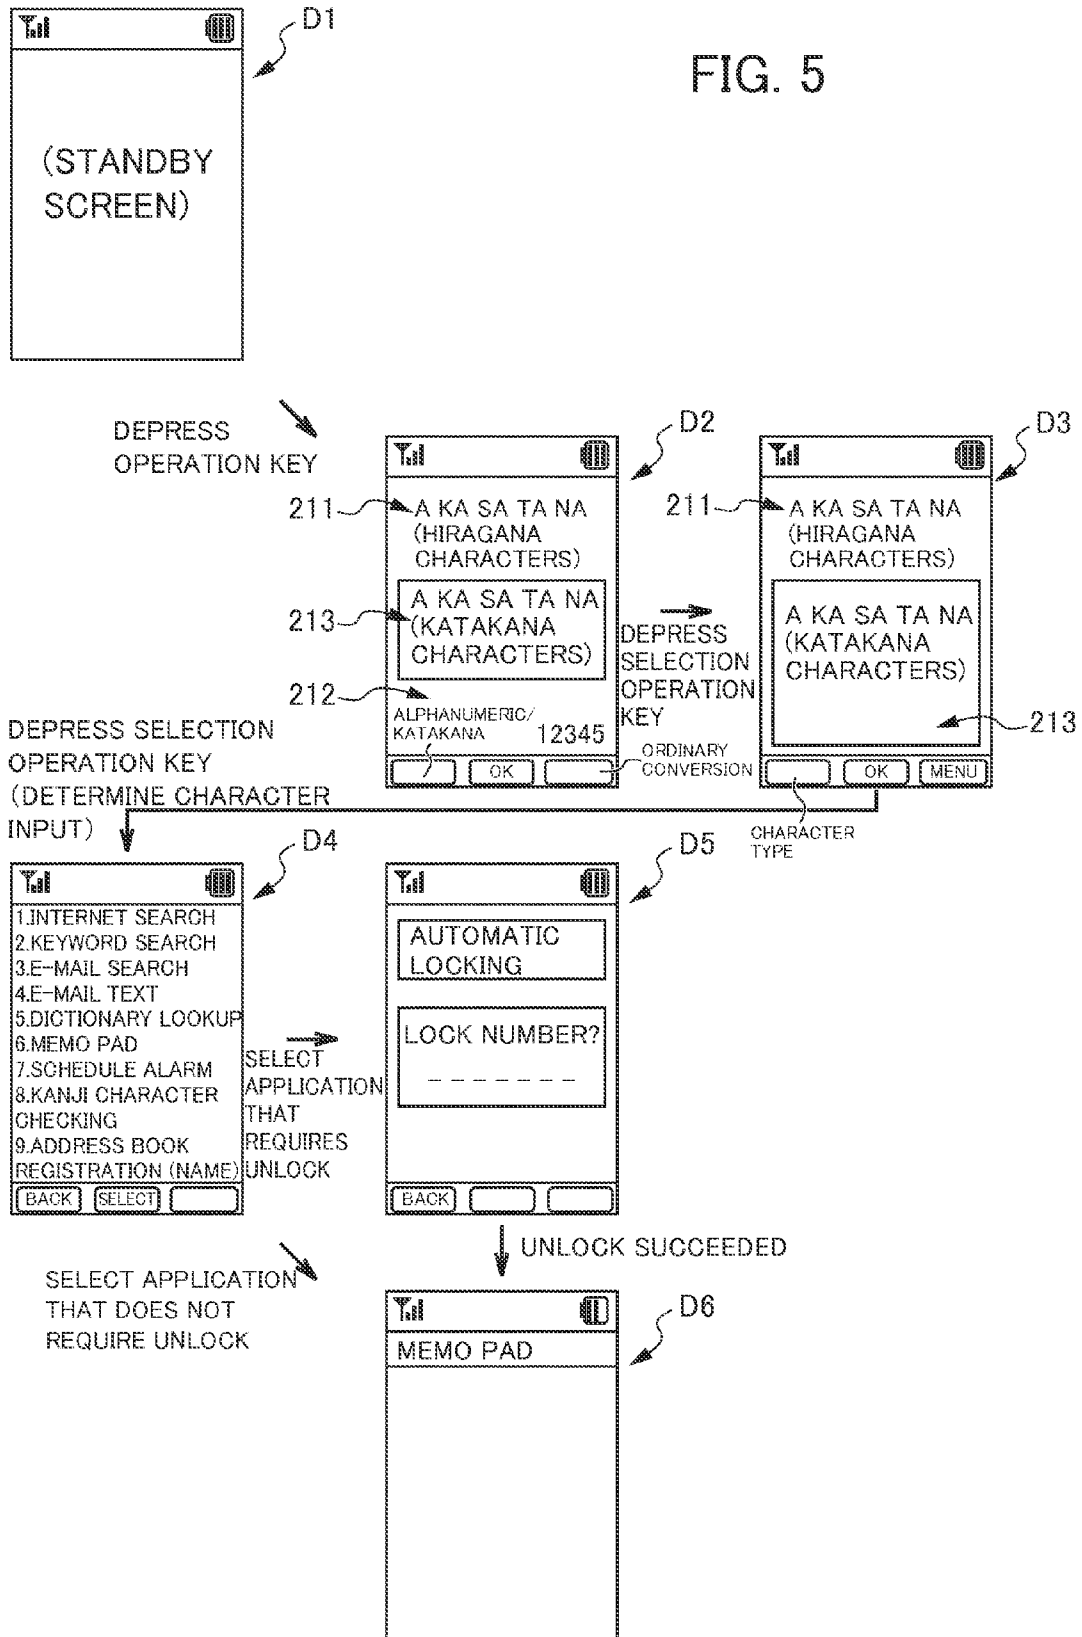 D1
FIG. 5
(STANDBY
SCREEN)
DEPRESS
OPERATION KEY
D2
211
A KA SA TA NA
(HIRAGANA
CHARACTERS)
213
A KA SA TA NA
(KATAKANA
CHARACTERS)
212
ALPHANUMERIC/
KATAKANA
12345
OK
ORDINARY
CONVERSION
DEPRESS
SELECTION
OPERATION
KEY
D3
211
A KA SA TA NA
(HIRAGANA
CHARACTERS)
A KA SA TA NA
(KATAKANA
CHARACTERS)
213
OK
MENU
CHARACTER
TYPE
DEPRESS SELECTION
OPERATION KEY
(DETERMINE CHARACTER
INPUT)
D4
1.INTERNET SEARCH
2.KEYWORD SEARCH
3.E-MAIL SEARCH
4.E-MAIL TEXT
5.DICTIONARY LOOKUP
6.MEMO PAD
7.SCHEDULE ALARM
8.KANJI CHARACTER
CHECKING
9.ADDRESS BOOK
REGISTRATION (NAME)
BACK
SELECT
SELECT
APPLICATION
THAT
REQUIRES
UNLOCK
D5
AUTOMATIC
LOCKING
LOCK NUMBER?
_ _ _ _ _ _ _
BACK
UNLOCK SUCCEEDED
SELECT APPLICATION
THAT DOES NOT
REQUIRE UNLOCK
D6
MEMO PAD